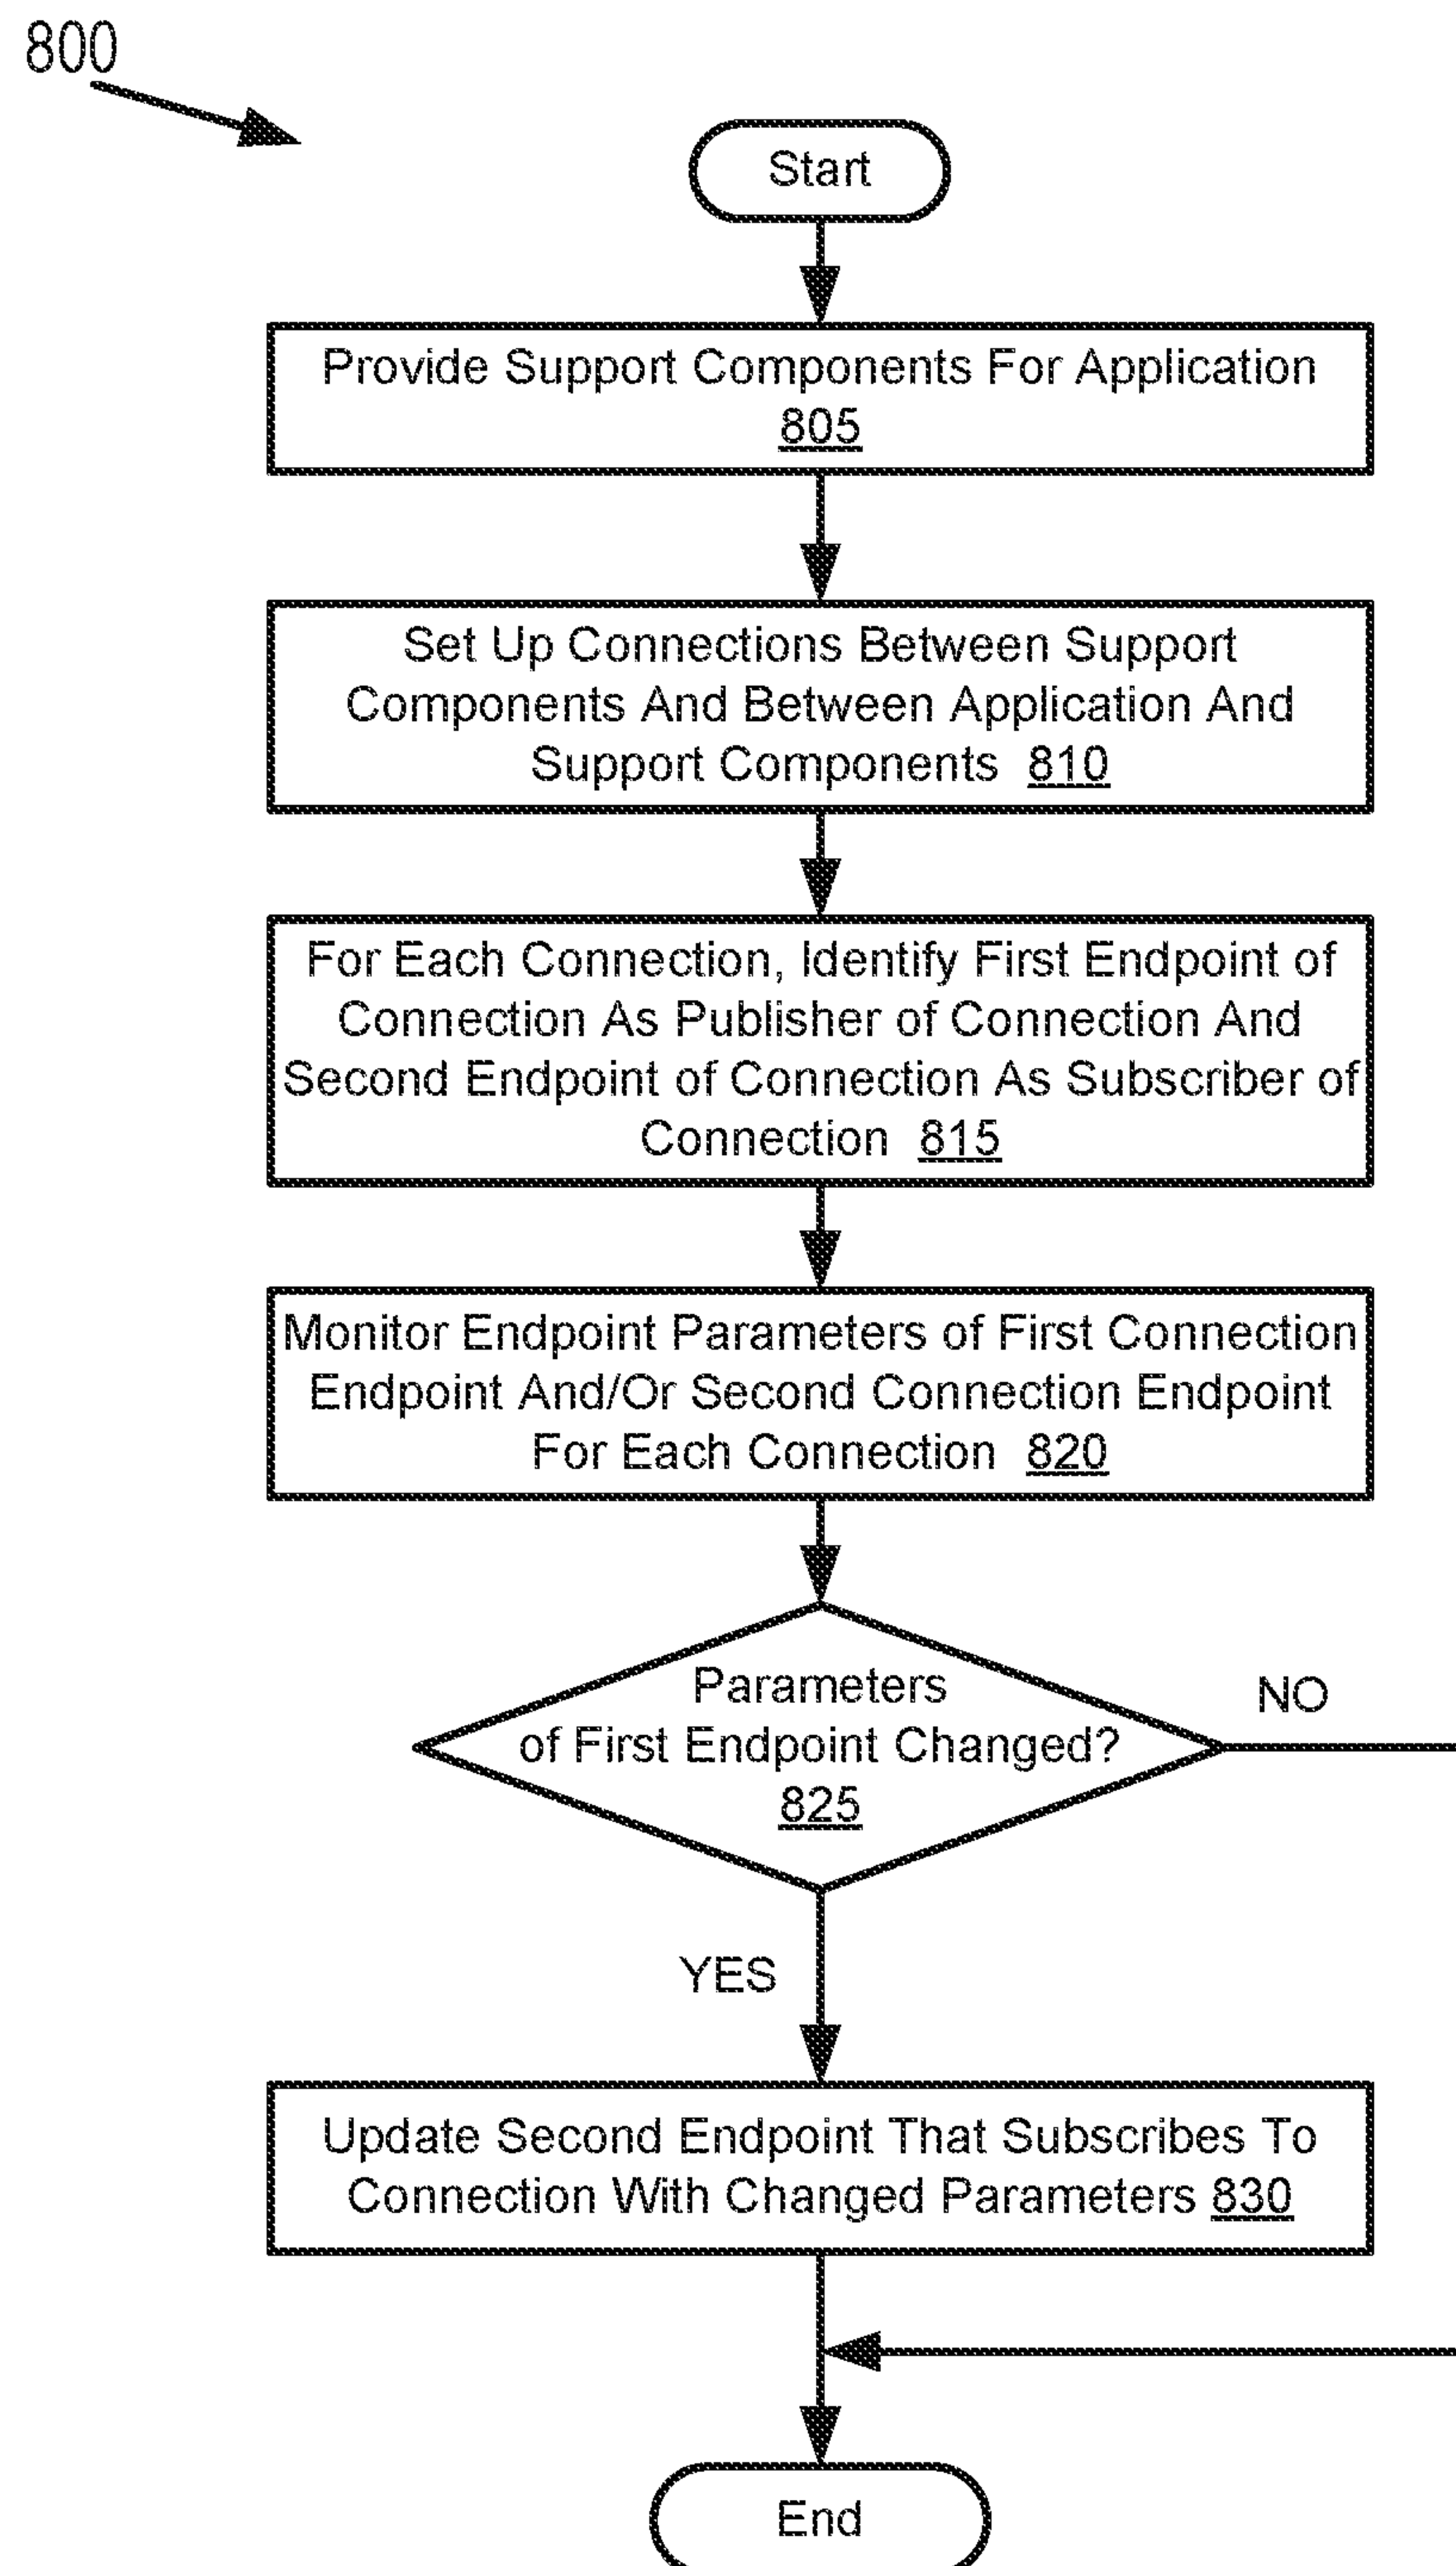 800
Start
Provide Support Components For Application
805
Set Up Connections Between Support
Components And Between Application And
Support Components 810
For Each Connection, Identify First Endpoint of
Connection As Publisher of Connection And
Second Endpoint of Connection As Subscriber of
Connection 815
Monitor Endpoint Parameters of First Connection
Endpoint And/Or Second Connection Endpoint
For Each Connection 820
Parameters
of First Endpoint Changed?
825
NO
YES
Update Second Endpoint That Subscribes To
Connection With Changed Parameters 830
End